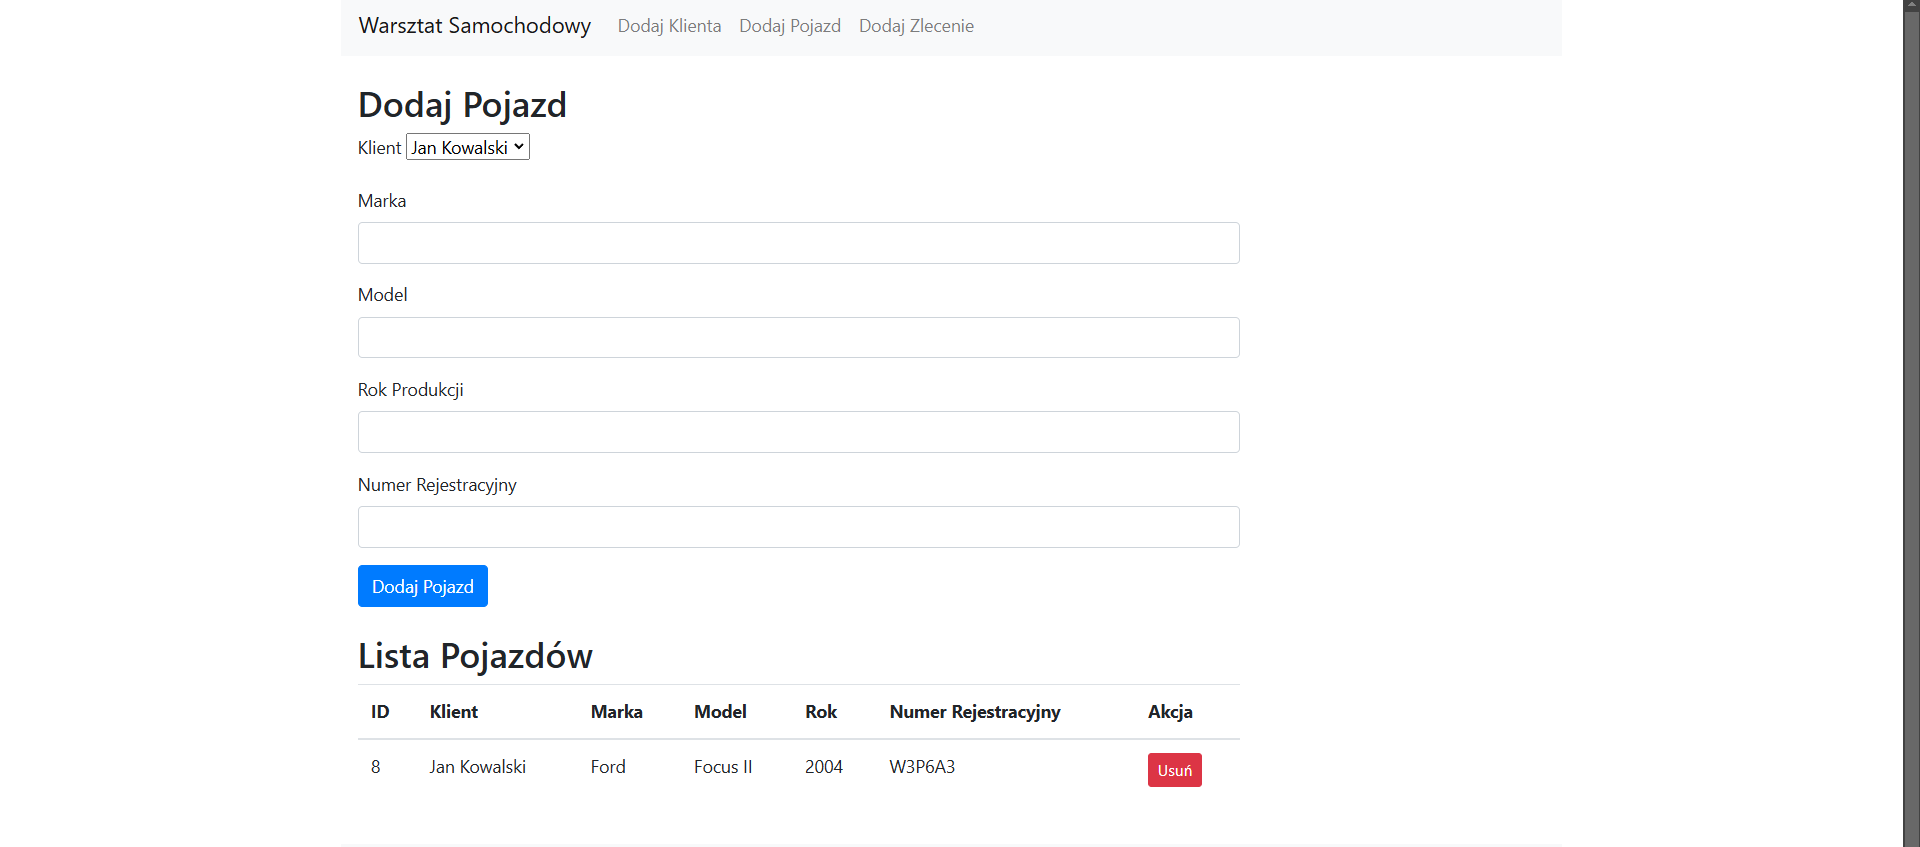 Warsztat Samochodowy Dodaj Klienta Dodaj Pojazd Dodaj Zlecenie
Dodaj Pojazd
Klient Jan Kowalski
Marka
Model
Rok Produkcji
Numer Rejestracyjny
Dodaj Pojazd
Lista Pojazdów
ID Klient Marka Model Rok Numer Rejestracyjny Akcja
8 Jan Kowalski Ford Focus II 2004 W3P6A3 Usuń